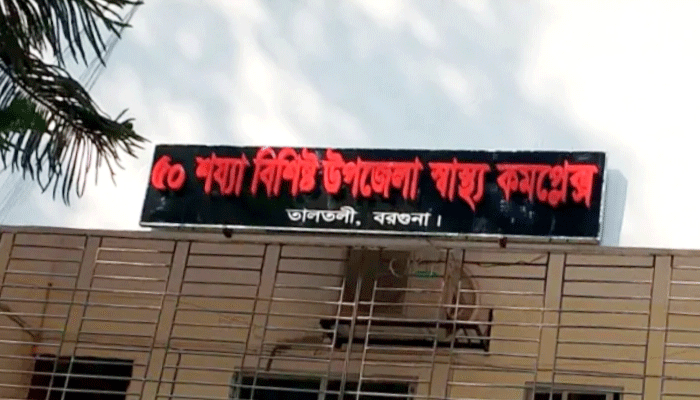 ৫০ শয্যা বিশিষ্ট উপজেলা স্বাস্থ্য কমপ্লেক্স
তালতলী, বরগুনা।